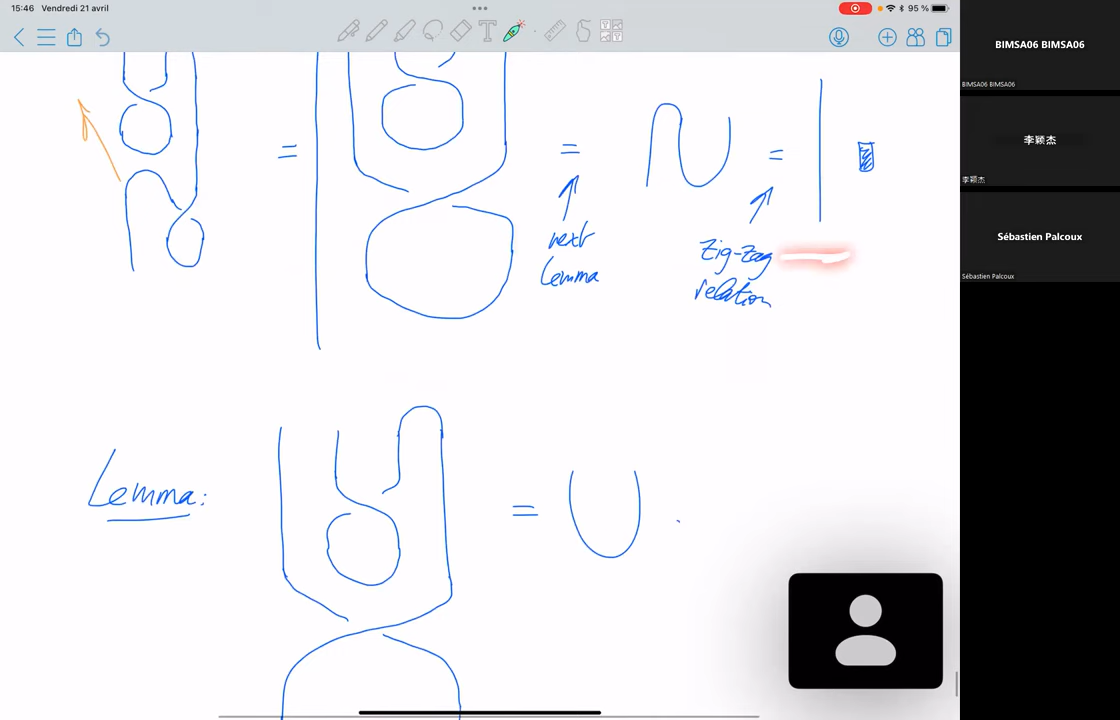 15:46 Vendredi 21 avril
95 %
BIMSA06 BIMSA06
BIMSA06 BIMSA06
李颖杰
李颖杰
Sébastien Palcoux
Sébastien Palcoux
= = =
next
lemma
Zig-Zag
relation
Lemma: =